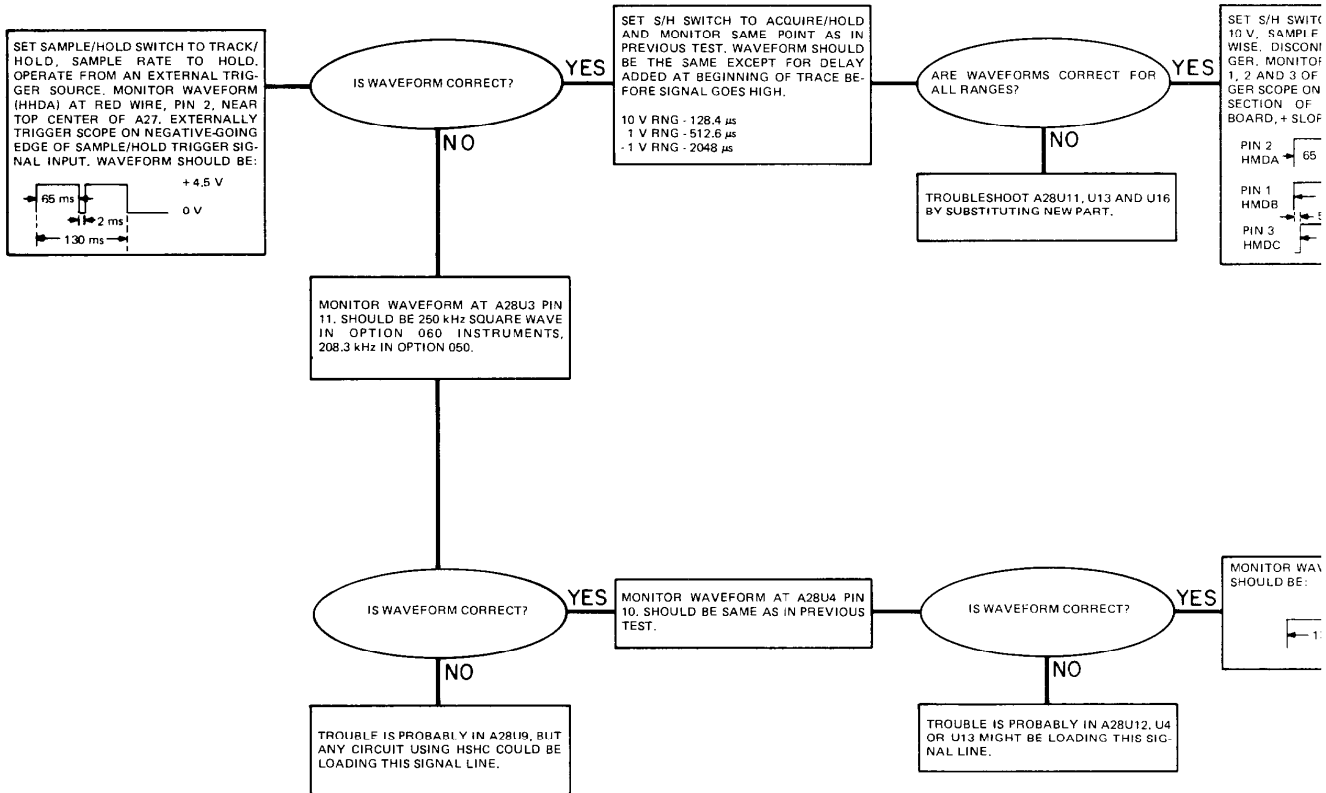 SET SAMPLE/HOLD SWITCH TO TRACK/
HOLD, SAMPLE RATE TO HOLD.
OPERATE FROM AN EXTERNAL TRIG-
GER SOURCE. MONITOR WAVEFORM
(HHDA) AT RED WIRE, PIN 2, NEAR
TOP CENTER OF A27. EXTERNALLY
TRIGGER SCOPE ON NEGATIVE-GOING
EDGE OF SAMPLE/HOLD TRIGGER SIG-
NAL INPUT. WAVEFORM SHOULD BE:
+4.5 V
65 ms
0 V
2 ms
130 ms
IS WAVEFORM CORRECT?
YES
NO
SET S/H SWITCH TO ACQUIRE/HOLD
AND MONITOR SAME POINT AS IN
PREVIOUS TEST. WAVEFORM SHOULD
BE THE SAME EXCEPT FOR DELAY
ADDED AT BEGINNING OF TRACE BE-
FORE SIGNAL GOES HIGH.
10 V RNG - 128.4 µs
1 V RNG - 512.6 µs
·1 V RNG - 2048 µs
ARE WAVEFORMS CORRECT FOR
ALL RANGES?
YES
NO
TROUBLESHOOT A28U11, U13 AND U16
BY SUBSTITUTING NEW PART.
SET S/H SWITC
10 V, SAMPLE
WISE. DISCONN
GER. MONITOR
1, 2 AND 3 OF
GER SCOPE ON
SECTION OF
BOARD, + SLOP
PIN 2
HMDA
65
PIN 1
HMDB
5
PIN 3
HMDC
MONITOR WAVEFORM AT A28U3 PIN
11. SHOULD BE 250 kHz SQUARE WAVE
IN OPTION 060 INSTRUMENTS,
208.3 kHz IN OPTION 050.
IS WAVEFORM CORRECT?
YES
NO
MONITOR WAVEFORM AT A28U4 PIN
10. SHOULD BE SAME AS IN PREVIOUS
TEST.
IS WAVEFORM CORRECT?
YES
NO
MONITOR WAV
SHOULD BE:
TROUBLE IS PROBABLY IN A28U9, BUT
ANY CIRCUIT USING HSHC COULD BE
LOADING THIS SIGNAL LINE.
TROUBLE IS PROBABLY IN A28U12, U4
OR U13 MIGHT BE LOADING THIS SIG-
NAL LINE.